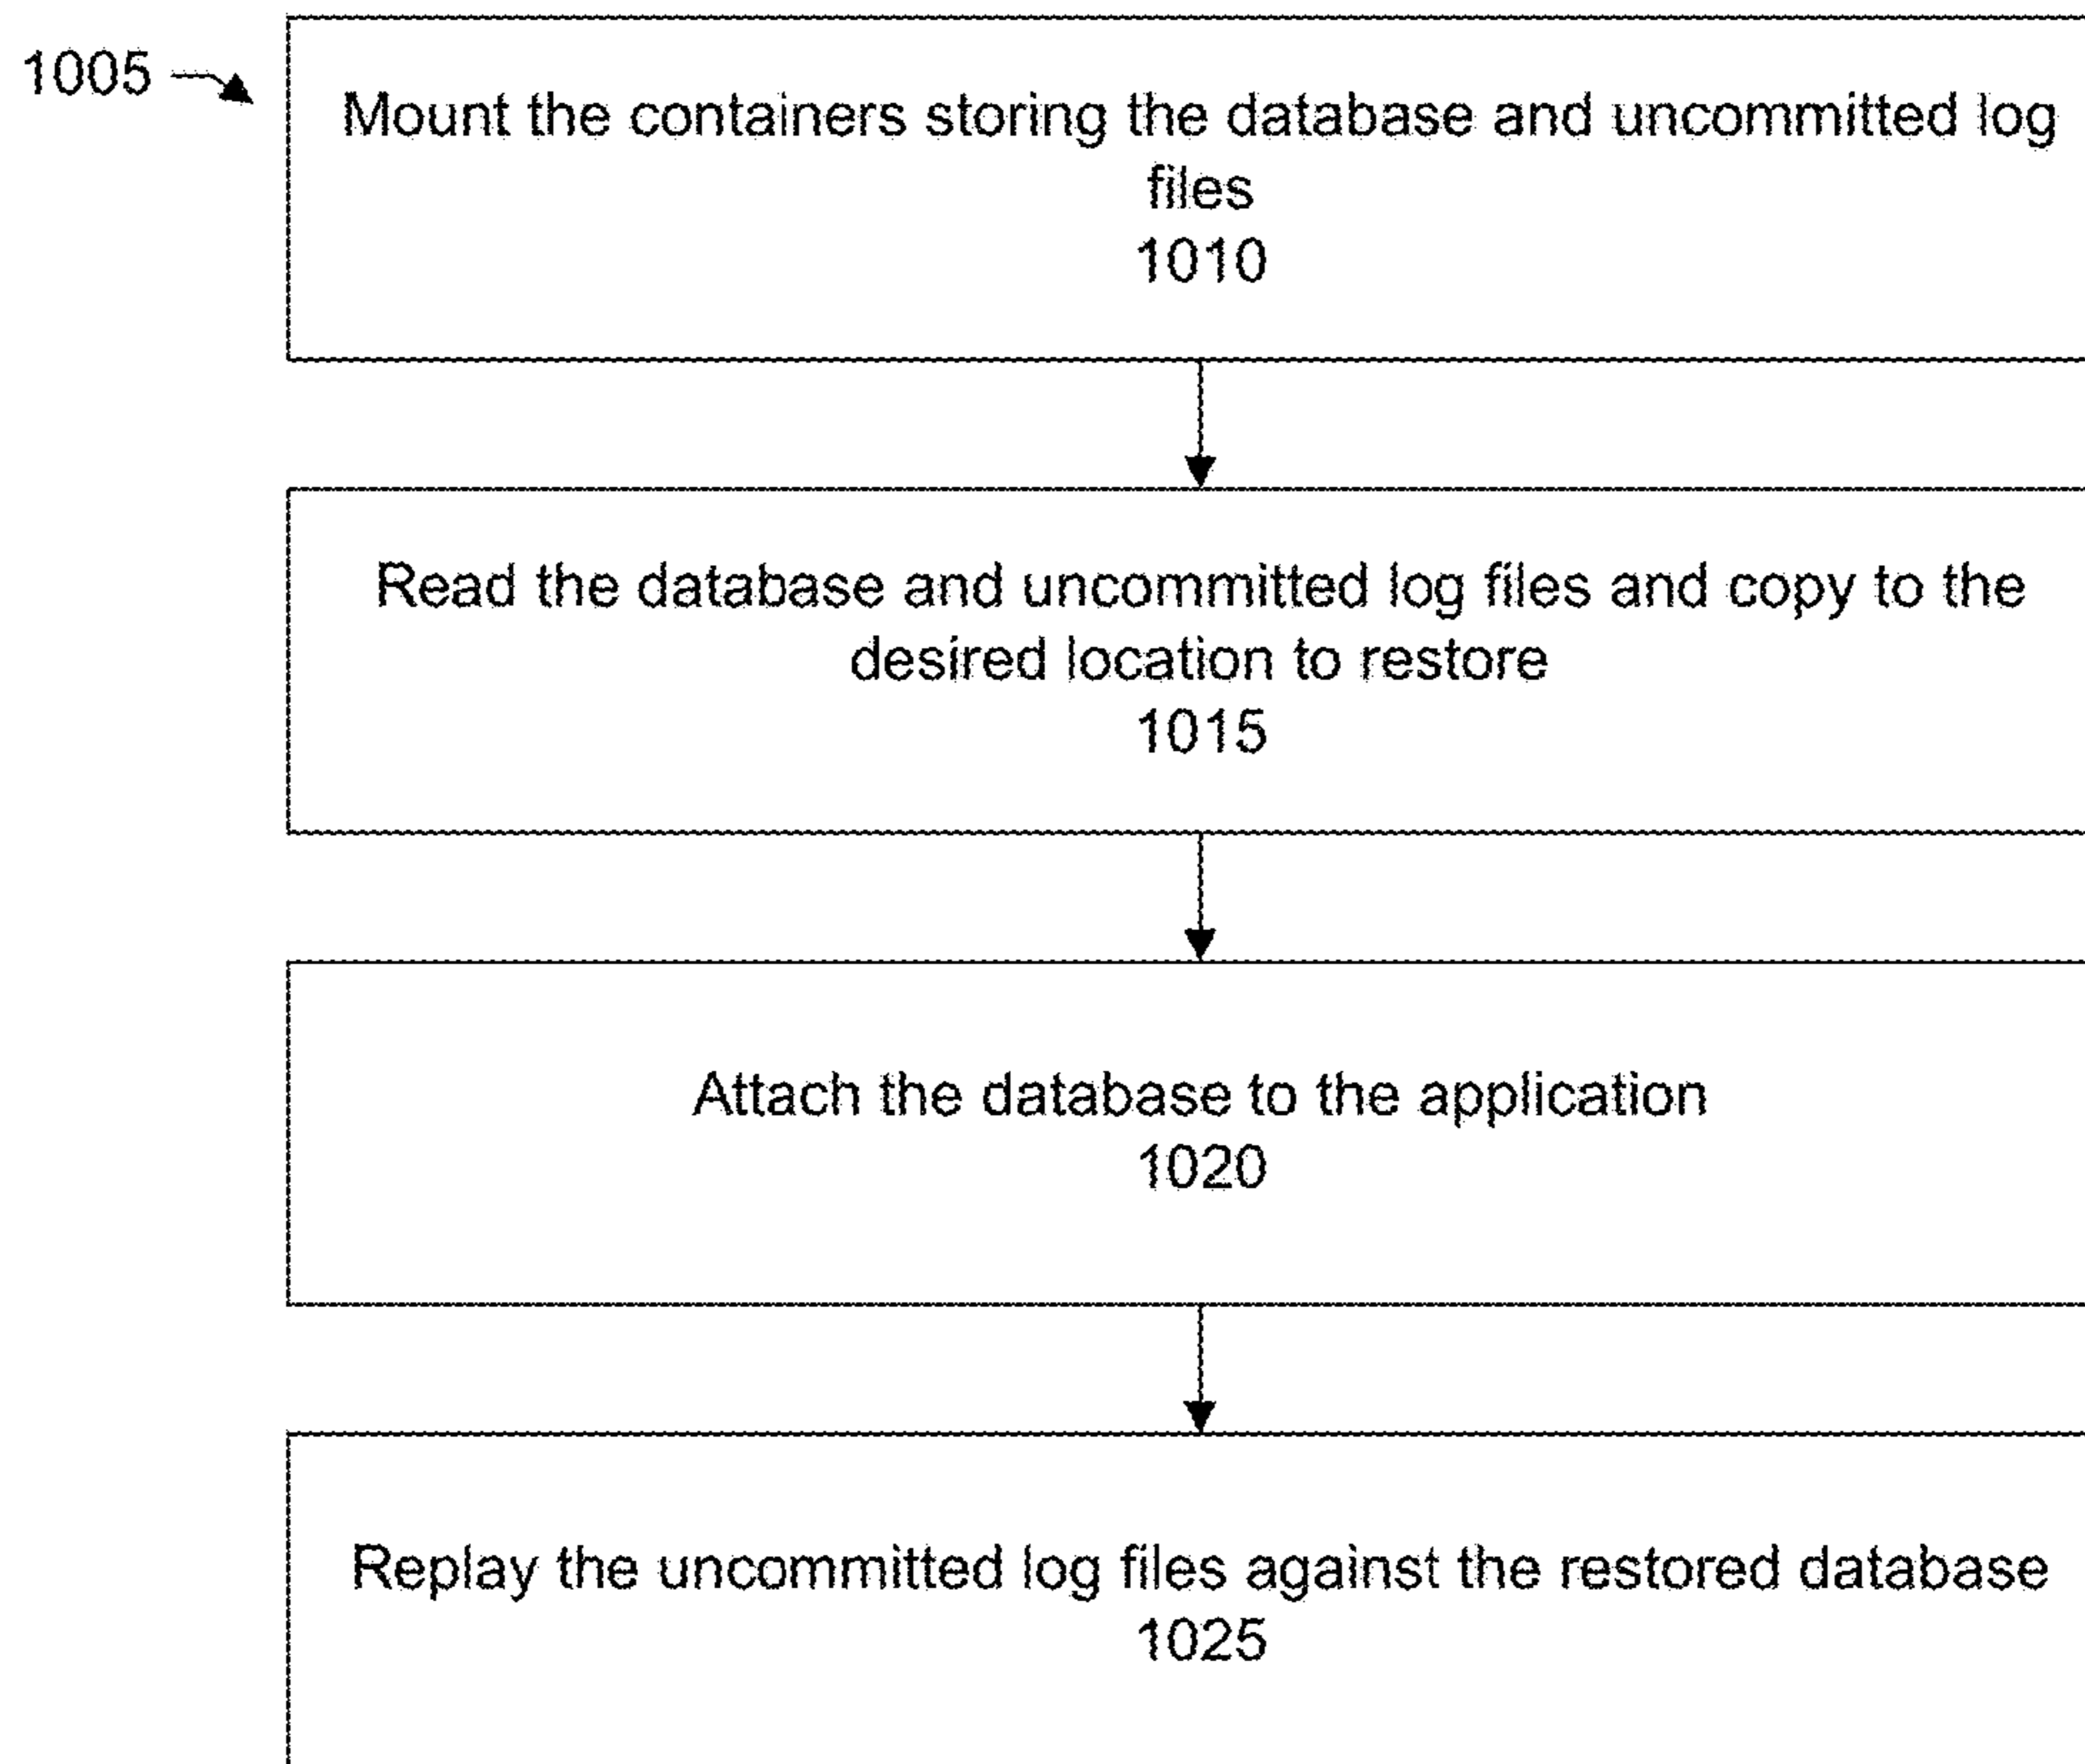 1005
Mount the containers storing the database and uncommitted log
files
1010
Read the database and uncommitted log files and copy to the
desired location to restore
1015
Attach the database to the application
1020
Replay the uncommitted log files against the restored database
1025